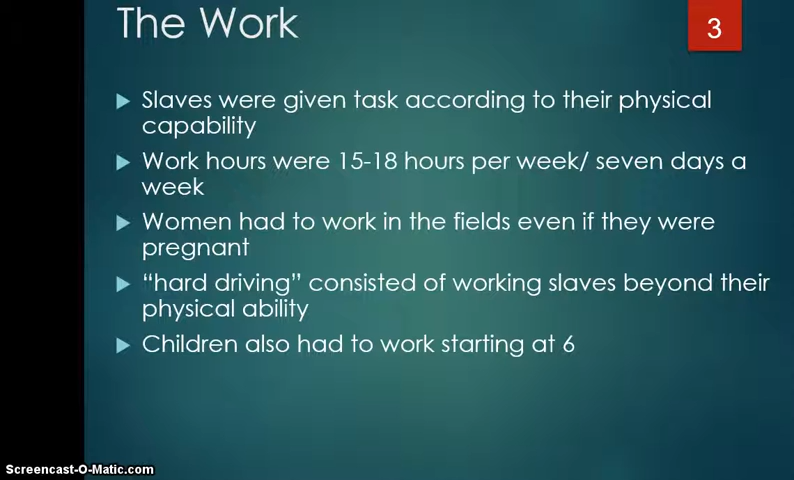 The Work
3
Slaves were given task according to their physical
capability
Work hours were 15-18 hours per week/ seven days a
week
Women had to work in the fields even if they were
pregnant
“hard driving” consisted of working slaves beyond their
physical ability
Children also had to work starting at 6
Screencast-O-Matic.com